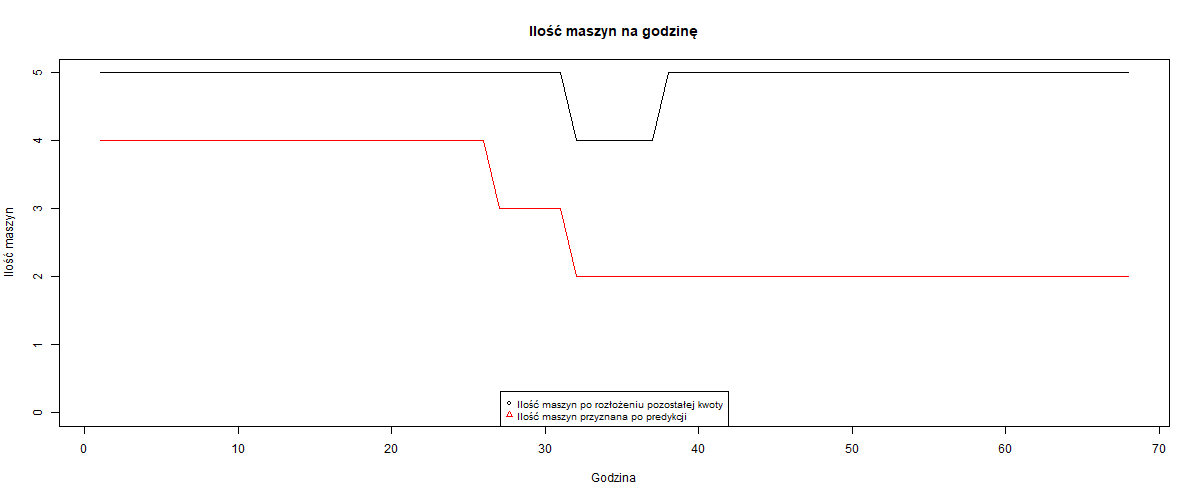 Ilość maszyn na godzinę
Ilość maszyn
5
4
3
2
1
0
Ilość maszyn po rozłożeniu pozostałej kwoty
Ilość maszyn przyznana po predykcji
0 10 20 30 40 50 60 70
Godzina